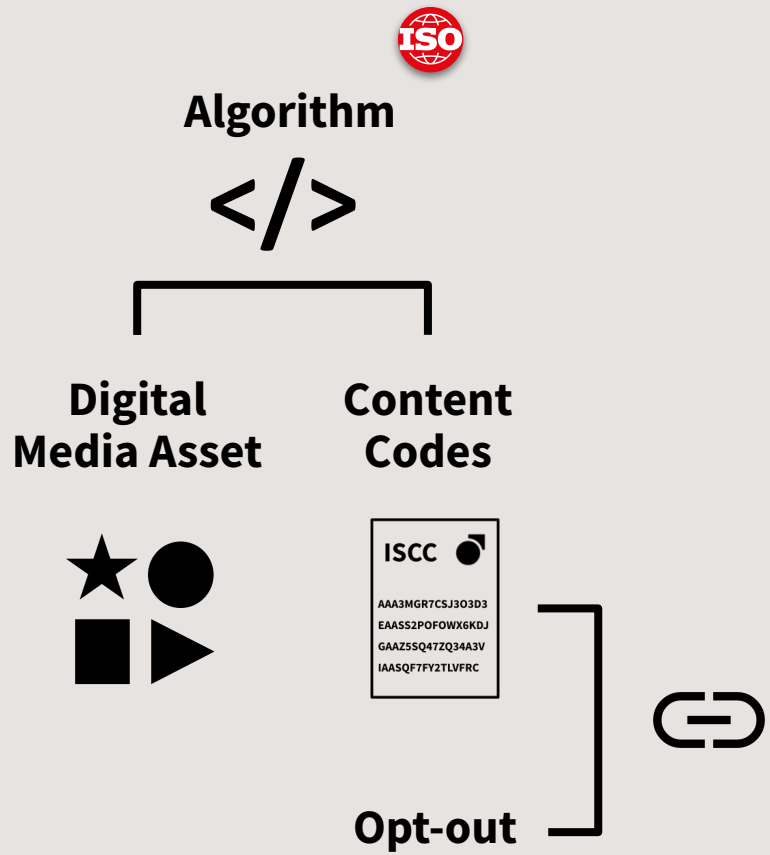 ISO
Algorithm
</>
Digital
Media Asset
Content
Codes
ISCC
AAA3MGR7CSJ3O3D3
EAASS2POFOWX6KDJ
GAAZ5SQ47ZQ34A3V
IAASQF7FY2TLVFRC
Opt-out